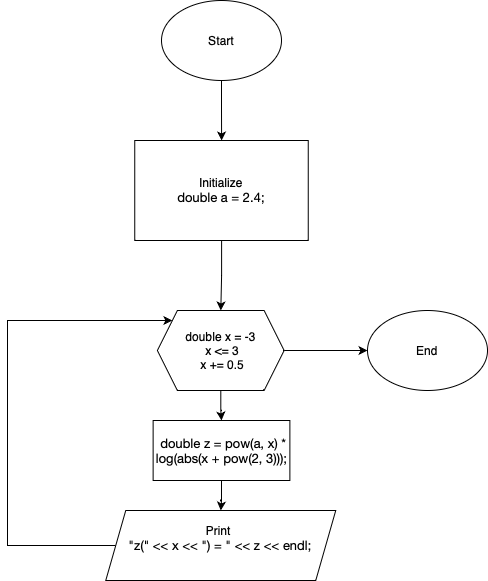 Start
Initialize
double a = 2.4;
double x = -3
x <= 3
x += 0.5
End
double z = pow(a, x) *
log(abs(x + pow(2, 3)));
Print
"z(" << x << ") = " << z << endl;